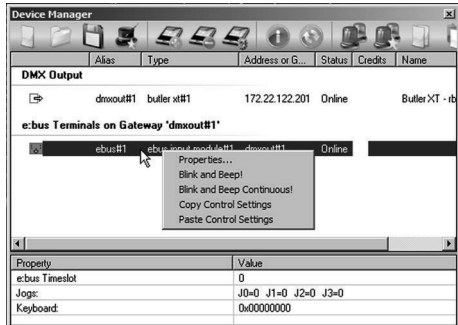 Device Manager
Alias Type Address or G... Status Credits Name
DMX Output
dmxout#1 butler xt#1 172.22.122.201 Online Butler XT - rb
e:bus Terminals on Gateway 'dmxout#1'
ebus#1 ebus input module#1 dmxout#1 Online
Properties...
Blink and Beep!
Blink and Beep Continuous!
Copy Control Settings
Paste Control Settings
Property Value
e:bus Timeslot 0
Jogs: J0=0 J1=0 J2=0 J3=0
Keyboard: 0x00000000